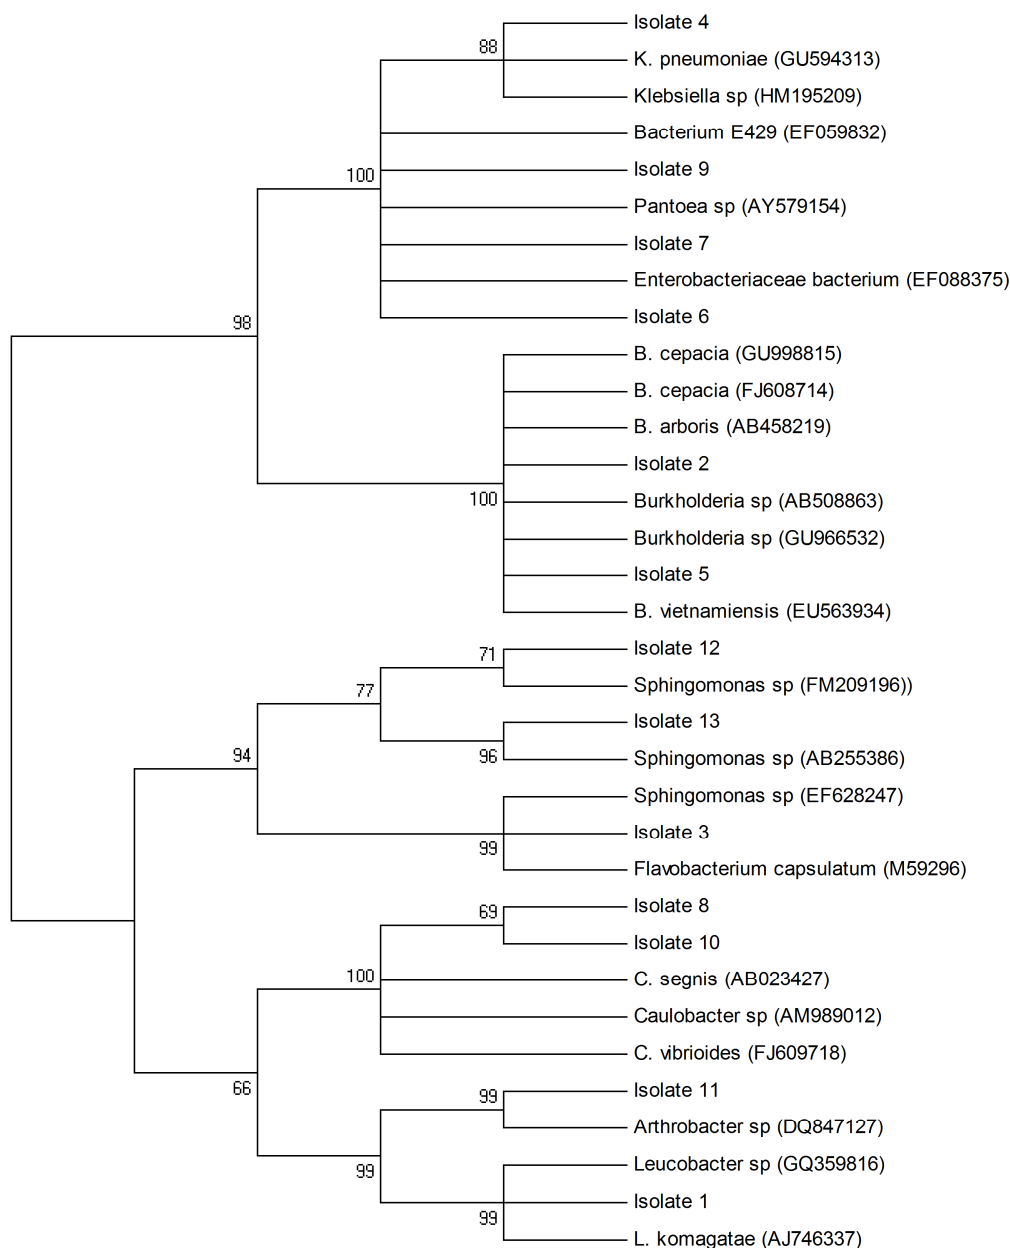 Isolate 4
88
K. pneumoniae (GU594313)
Klebsiella sp (HM195209)
Bacterium E429 (EF059832)
Isolate 9
100
Pantoea sp (AY579154)
Isolate 7
Enterobacteriaceae bacterium (EF088375)
Isolate 6
98
B. cepacia (GU998815)
B. cepacia (FJ608714)
B. arboris (AB458219)
Isolate 2
100
Burkholderia sp (AB508863)
Burkholderia sp (GU966532)
Isolate 5
B. vietnamiensis (EU563934)
Isolate 12
71
Sphingomonas sp (FM209196))
77
Isolate 13
Sphingomonas sp (AB255386)
96
94
Sphingomonas sp (EF628247)
Isolate 3
99
Flavobacterium capsulatum (M59296)
Isolate 8
69
Isolate 10
100
C. segnis (AB023427)
Caulobacter sp (AM989012)
C. vibrioides (FJ609718)
66
Isolate 11
99
Arthrobacter sp (DQ847127)
Leucobacter sp (GQ359816)
99
Isolate 1
99
L. komagatae (AJ746337)